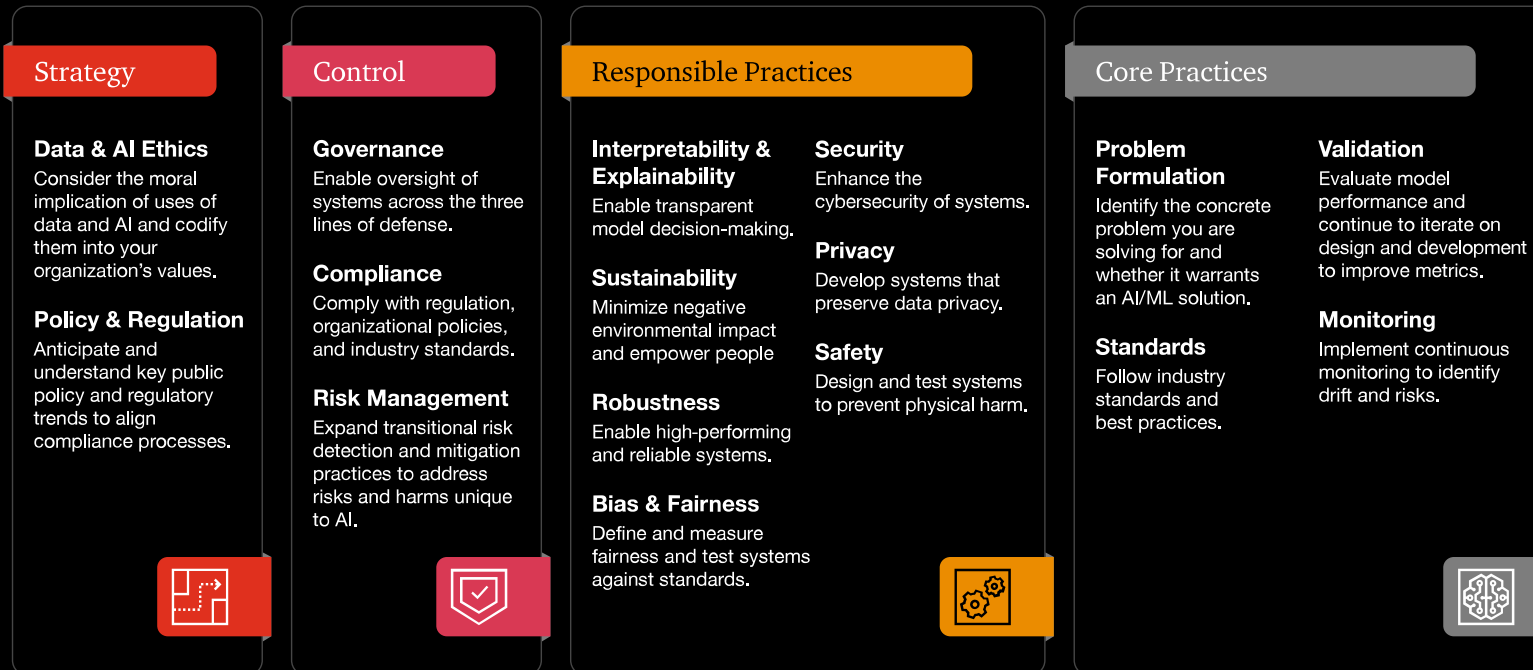 Strategy
Data & AI Ethics
Consider the moral
implication of uses of
data and AI and codify
them into your
organization's values.
Policy & Regulation
Anticipate and
understand key public
policy and regulatory
trends to align
compliance processes.
Control
Governance
Enable oversight of
systems across the three
lines of defense.
Compliance
Comply with regulation,
organizational policies,
and industry standards.
Risk Management
Expand transitional risk
detection and mitigation
practices to address
risks and harms unique
to AI.
Responsible Practices
Interpretability &
Explainability
Enable transparent
model decision-making.
Sustainability
Minimize negative
environmental impact
and empower people
Robustness
Enable high-performing
and reliable systems.
Bias & Fairness
Define and measure
fairness and test systems
against standards.
Security
Enhance the
cybersecurity of systems.
Privacy
Develop systems that
preserve data privacy.
Safety
Design and test systems
to prevent physical harm.
Core Practices
Problem
Formulation
Identify the concrete
problem you are
solving for and
whether it warrants
an AI/ML solution.
Standards
Follow industry
standards and
best practices.
Validation
Evaluate model
performance and
continue to iterate on
design and development
to improve metrics.
Monitoring
Implement continuous
monitoring to identify
drift and risks.